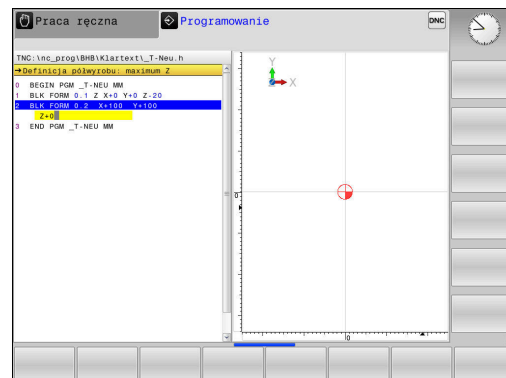 Praca ręczna
Programowanie
DNC
TNC:\nc_prog\BHB\Klartext\_T-Neu.h
→Definicja półwyrobu: maximum Z
0 BEGIN PGM _T-NEU MM
1 BLK FORM 0.1 Z X+0 Y+0 Z-20
2 BLK FORM 0.2 X+100 Y+100
Z+0
3 END PGM _T-NEU MM
Y
X
0
0